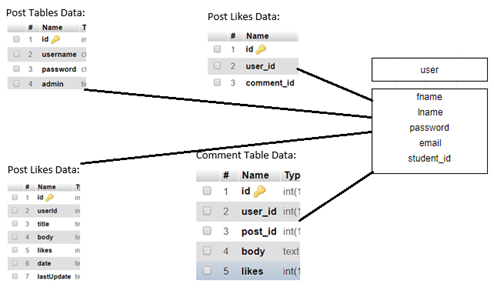 Post Tables Data:
# Name
1 id
2 username
3 password
4 admin
Post Likes Data:
# Name
1 id
2 user_id
3 comment_id
user
fname
lname
password
email
student_id
Post Likes Data:
# Name
1 id
2 userid
3 title
4 body
5 likes
6 date
7 lastUpdate
Comment Table Data:
# Name Typ
1 id int(1
2 user_id int(1
3 post_id int(1
4 body text
5 likes int(1